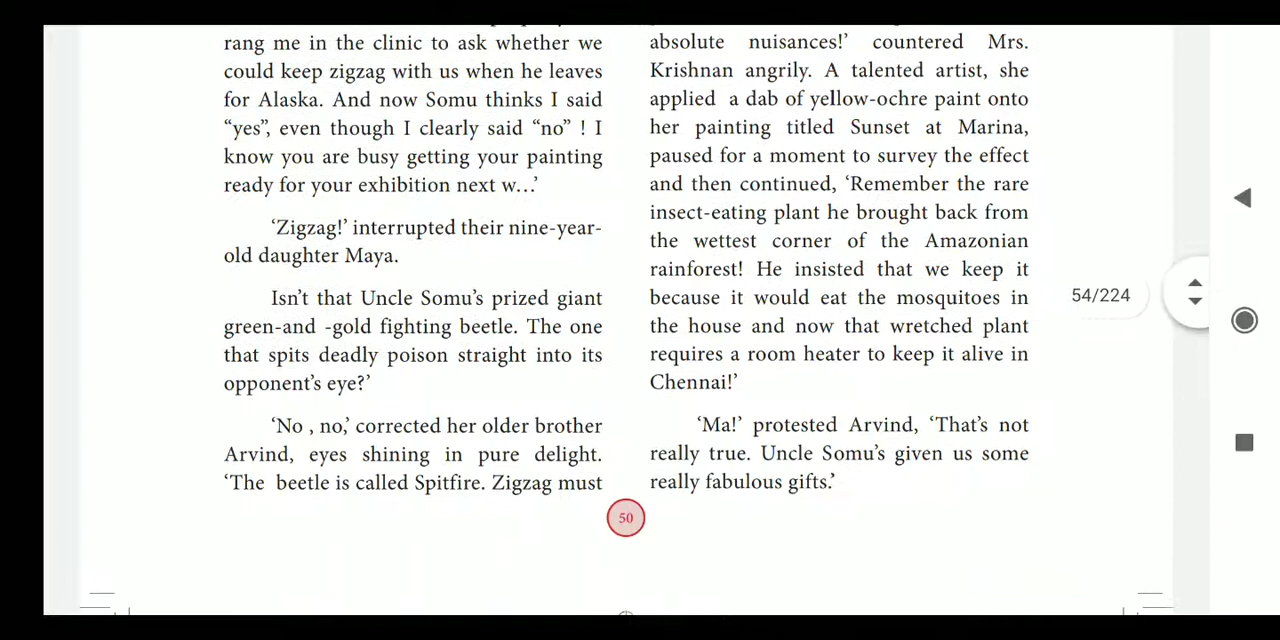 rang me in the clinic to ask whether we
could keep zigzag with us when he leaves
for Alaska. And now Somu thinks I said
“yes”, even though I clearly said “no” ! I
know you are busy getting your painting
ready for your exhibition next w...’
‘Zigzag!’ interrupted their nine-year-
old daughter Maya.
Isn’t that Uncle Somu’s prized giant
green-and -gold fighting beetle. The one
that spits deadly poison straight into its
opponent’s eye?’
‘No , no,’ corrected her older brother
Arvind, eyes shining in pure delight.
‘The beetle is called Spitfire. Zigzag must
absolute nuisances!’ countered Mrs.
Krishnan angrily. A talented artist, she
applied a dab of yellow-ochre paint onto
her painting titled Sunset at Marina,
paused for a moment to survey the effect
and then continued, ‘Remember the rare
insect-eating plant he brought back from
the wettest corner of the Amazonian
rainforest! He insisted that we keep it
because it would eat the mosquitoes in
the house and now that wretched plant
requires a room heater to keep it alive in
Chennai!’
‘Ma!’ protested Arvind, ‘That’s not
really true. Uncle Somu’s given us some
really fabulous gifts.’
50
54/224